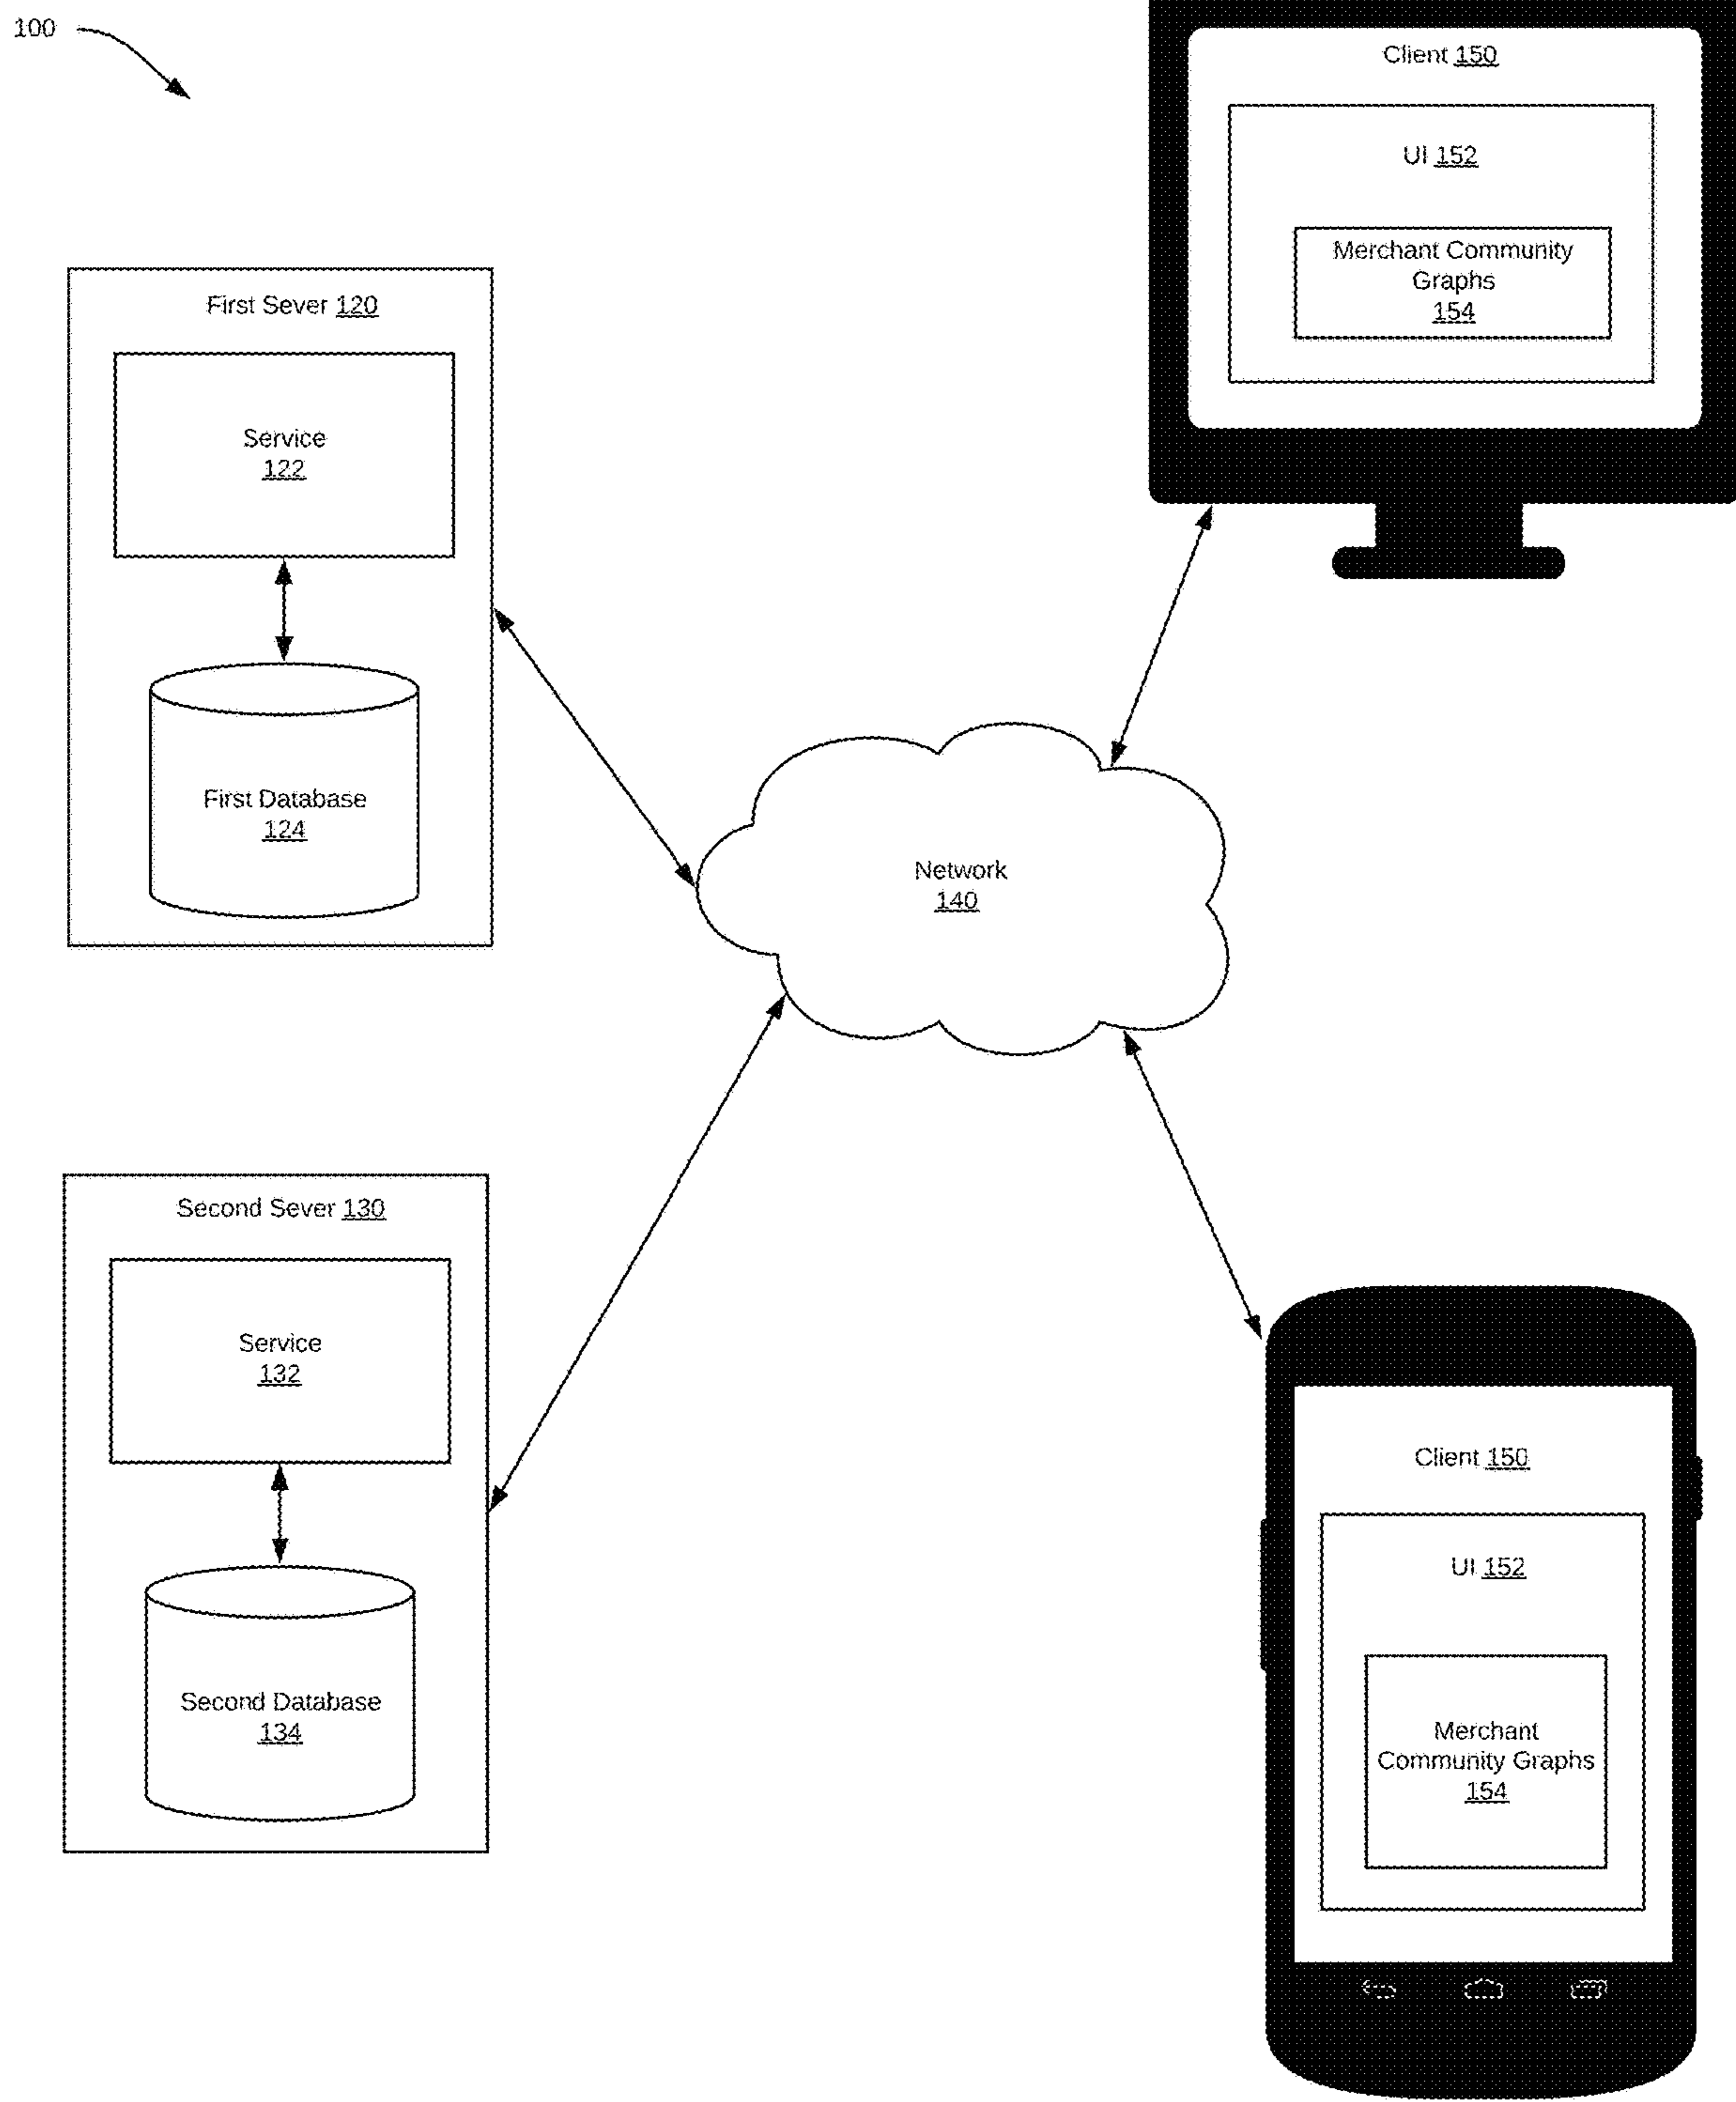 100
Client 150
UI 152
Merchant Community
Graphs
154
First Sever 120
Service
122
First Database
124
Network
140
Second Sever 130
Service
132
Second Database
134
Client 150
UI 152
Merchant
Community Graphs
154